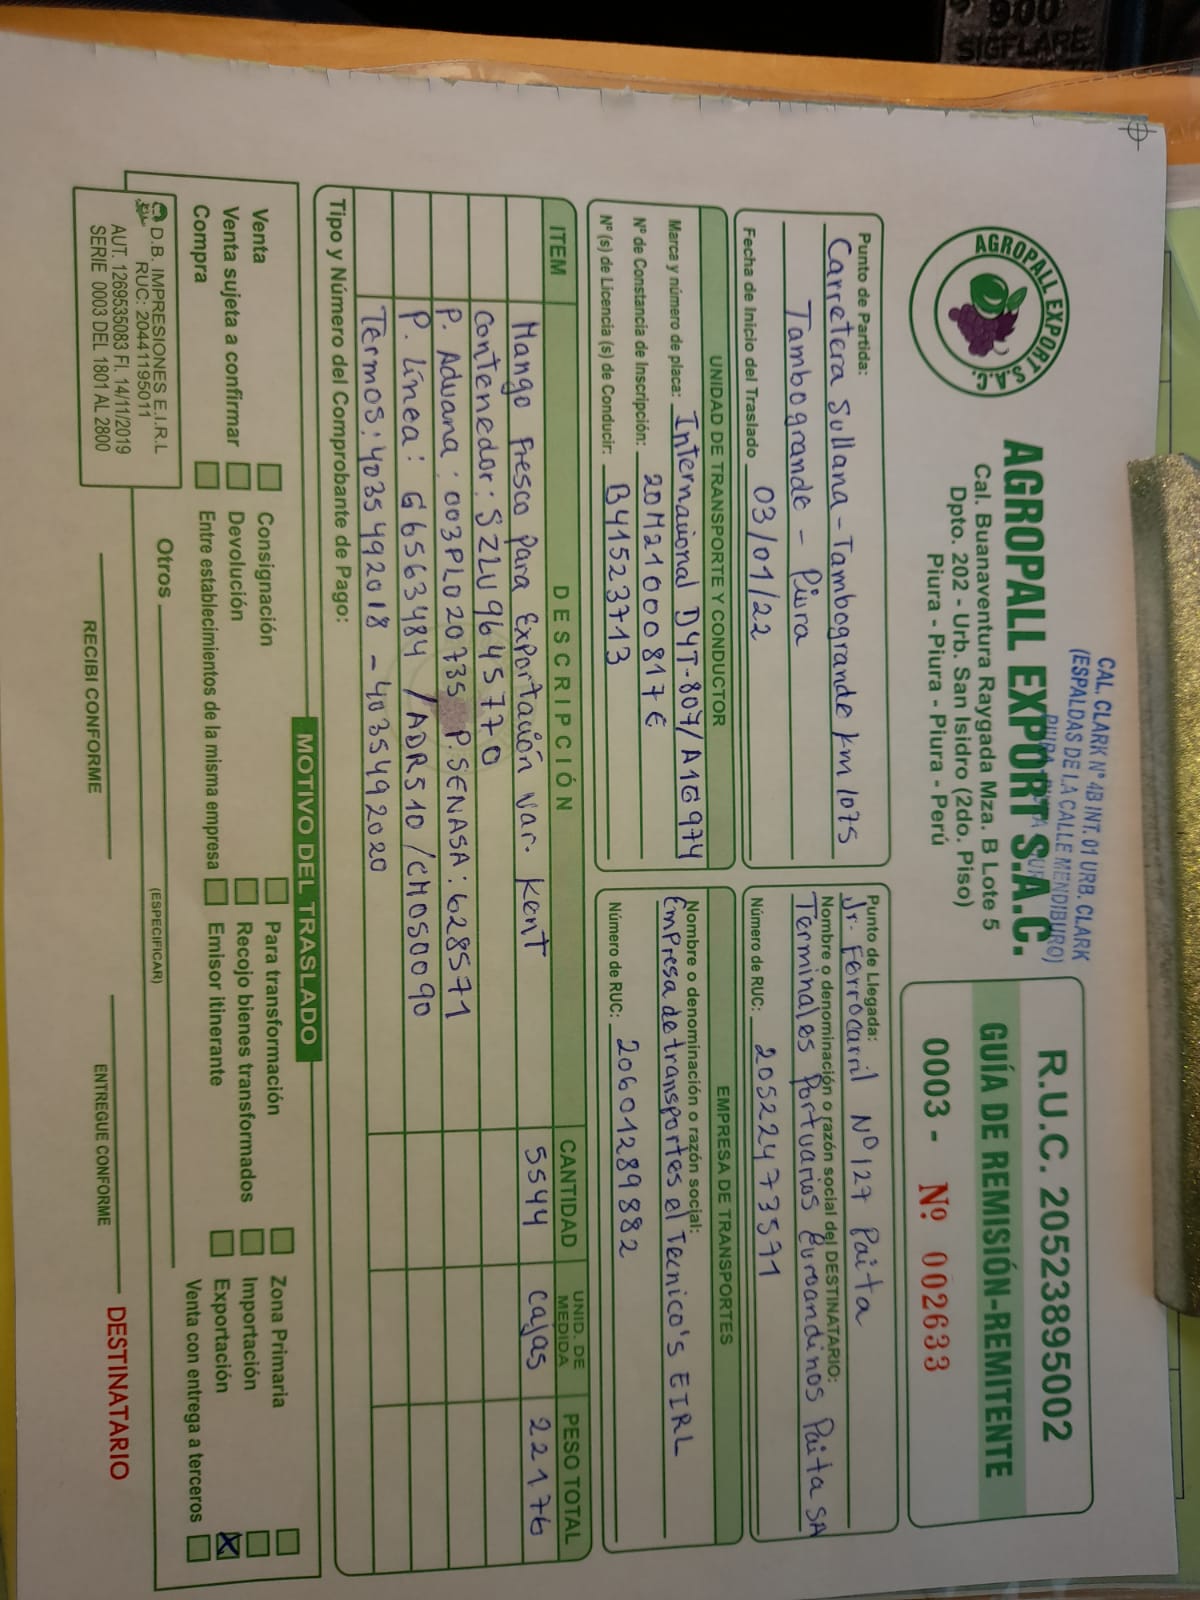 $ 900
SIGFLARE
CAL. CLARK Nº 4B INT. 01 URB. CLARK
(ESPALDAS DE LA CALLE MENDIBURO)
AGROPALL EXPORT S.A.C.
AGROPALL EXPORT S.A.C.
Cal. Buanaventura Raygada Mza. B Lote 5
Dpto. 202 - Urb. San Isidro (2do. Piso)
Piura - Piura - Piura - Perú
R.U.C. 20523895002
GUÍA DE REMISIÓN-REMITENTE
0003 - Nº 002633
Punto de Partida:
Carretera Sullana-Tambogrande Km 1075
Tambogrande - Piura
Fecha de Inicio del Traslado 03/01/22
Punto de Llegada:
Jr. Ferrocarril Nº 127 Paita
Nombre o denominación o razón social del DESTINATARIO:
Terminales Portuarios Euroandinos Paita SA
Número de RUC: 20522473571
UNIDAD DE TRANSPORTE Y CONDUCTOR
Marca y número de placa: International D4T-807/A1G974
Nº de Constancia de Inscripción: 20M21000817E
Nº (s) de Licencia (s) de Conducir: B41523713
EMPRESA DE TRANSPORTES
Nombre o denominación o razón social:
Empresa de transportes el Tecnico's EIRL
Número de RUC: 20601289882
ITEM DESCRIPCIÓN CANTIDAD UNID. DE MEDIDA PESO TOTAL
Mango Fresco para Exportación Var. Kent 5544 cajas 22176
Contenedor: SZLU9645770
P. Aduana: 003PL020735 P. SENASA: 628571
P. Línea: G6563484 /ADR510 /CM050090
Termos: 4035492018 - 4035492020
Tipo y Número del Comprobante de Pago:
MOTIVO DEL TRASLADO
Venta
Venta sujeta a confirmar
Compra
Consignación
Devolución
Entre establecimientos de la misma empresa
Para transformación
Recojo bienes transformados
Emisor itinerante
Zona Primaria
Importación
Exportación X
Venta con entrega a terceros
Otros
(ESPECIFICAR)
D.B. IMPRESIONES E.I.R.L
RUC: 20441195011
AUT. 1269535083 FI. 14/11/2019
SERIE 0003 DEL 1801 AL 2800
RECIBI CONFORME
ENTREGUE CONFORME
DESTINATARIO